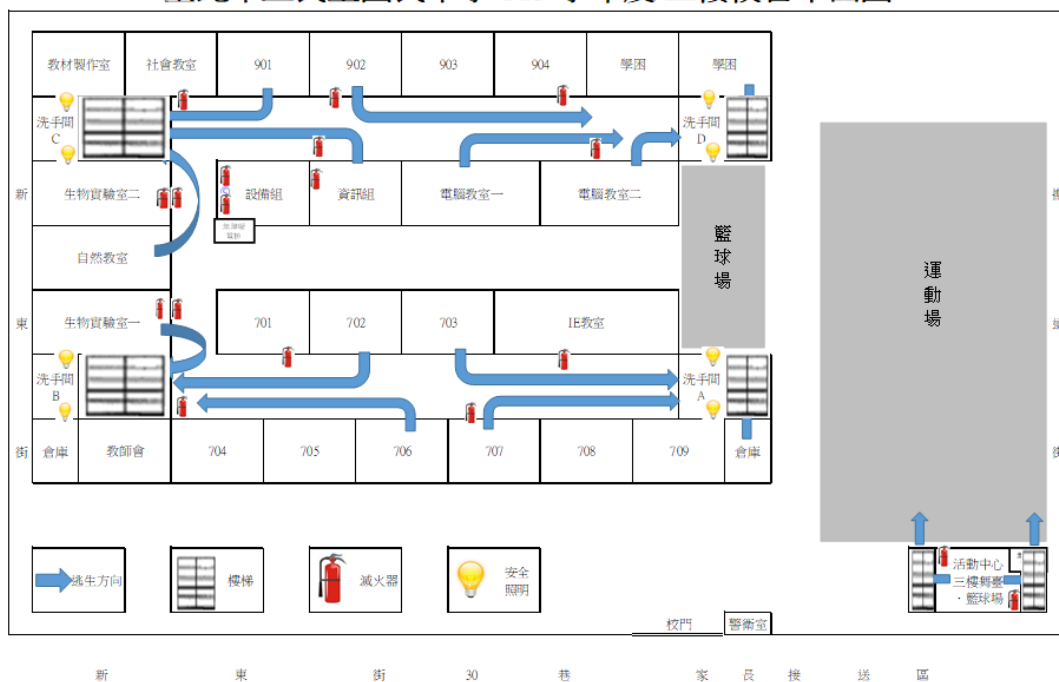 教材製作室 社會教室 901 902 903 904 學困 學困
洗手間
C
洗手間
D
生物實驗室二 設備組 資訊組 電腦教室一 電腦教室二
自然教室
籃球場
運動場
生物實驗室一 701 702 703 IE教室
洗手間
B
洗手間
A
倉庫 教師會 704 705 706 707 708 709 倉庫
新東街
逃生方向 樓梯 滅火器 安全
照明
活動中心
三樓舞臺
．籃球場
校門 警衛室
新東街30巷 家長接送區